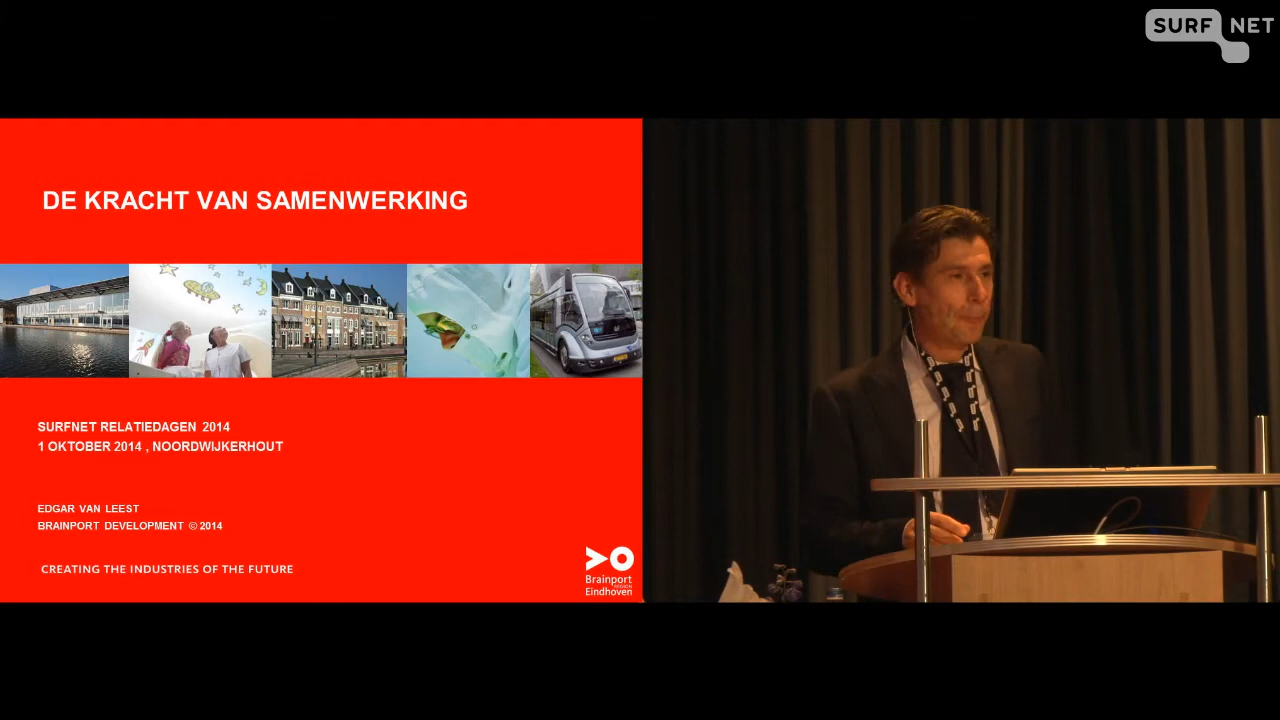 SURF NET
DE KRACHT VAN SAMENWERKING
SURFNET RELATIEDAGEN 2014
1 OKTOBER 2014 , NOORDWIJKERHOUT
EDGAR VAN LEEST
BRAINPORT DEVELOPMENT © 2014
CREATING THE INDUSTRIES OF THE FUTURE
Brainport
REGION
Eindhoven